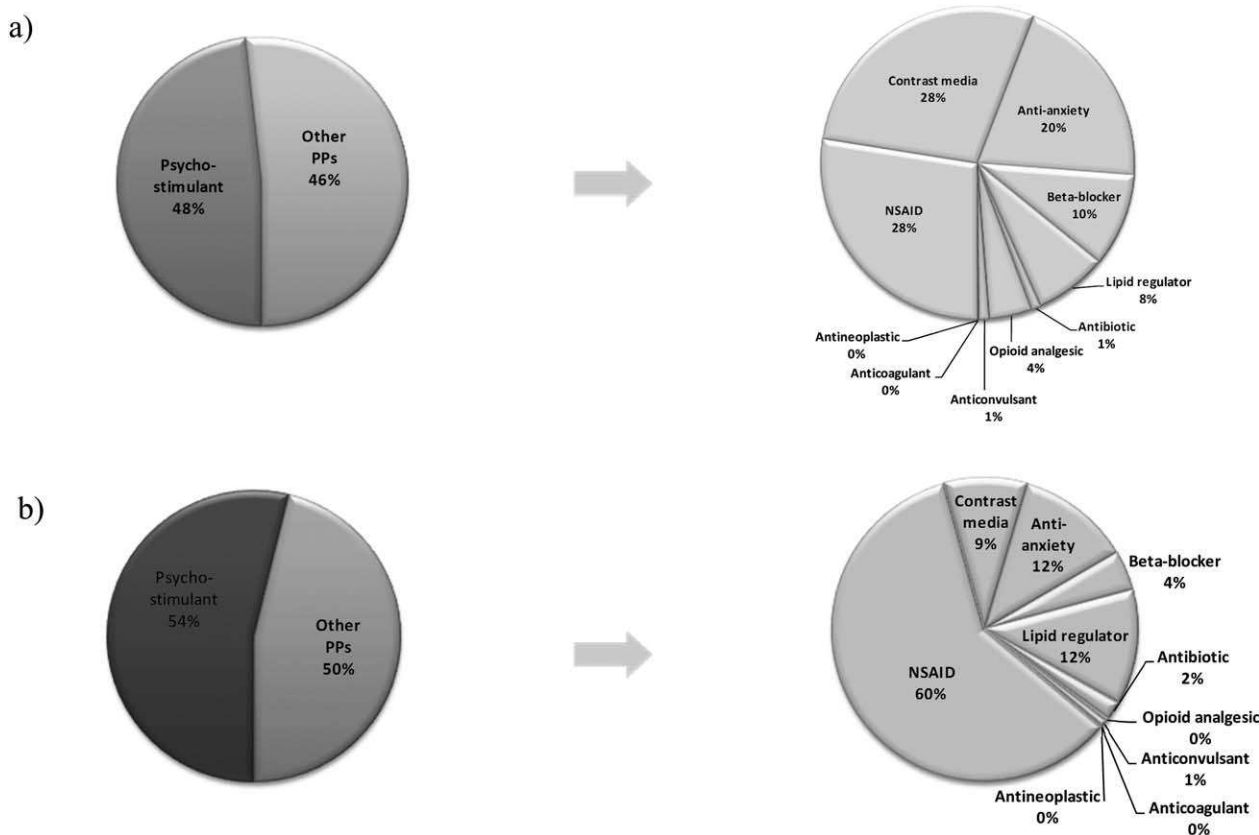 a)
Psycho-
stimulant
48%
Other
PPs
46%
Contrast media
28%
Anti-anxiety
20%
Beta-blocker
10%
Lipid regulator
8%
Antibiotic
1%
Opioid analgesic
4%
Anticonvulsant
1%
Anticoagulant
0%
Antineoplastic
0%
NSAID
28%
b)
Psycho-
stimulant
54%
Other
PPs
50%
Contrast
media
9%
Anti-
anxiety
12%
Beta-blocker
4%
Lipid regulator
12%
Antibiotic
2%
Opioid analgesic
0%
Anticonvulsant
1%
Anticoagulant
0%
Antineoplastic
0%
NSAID
60%